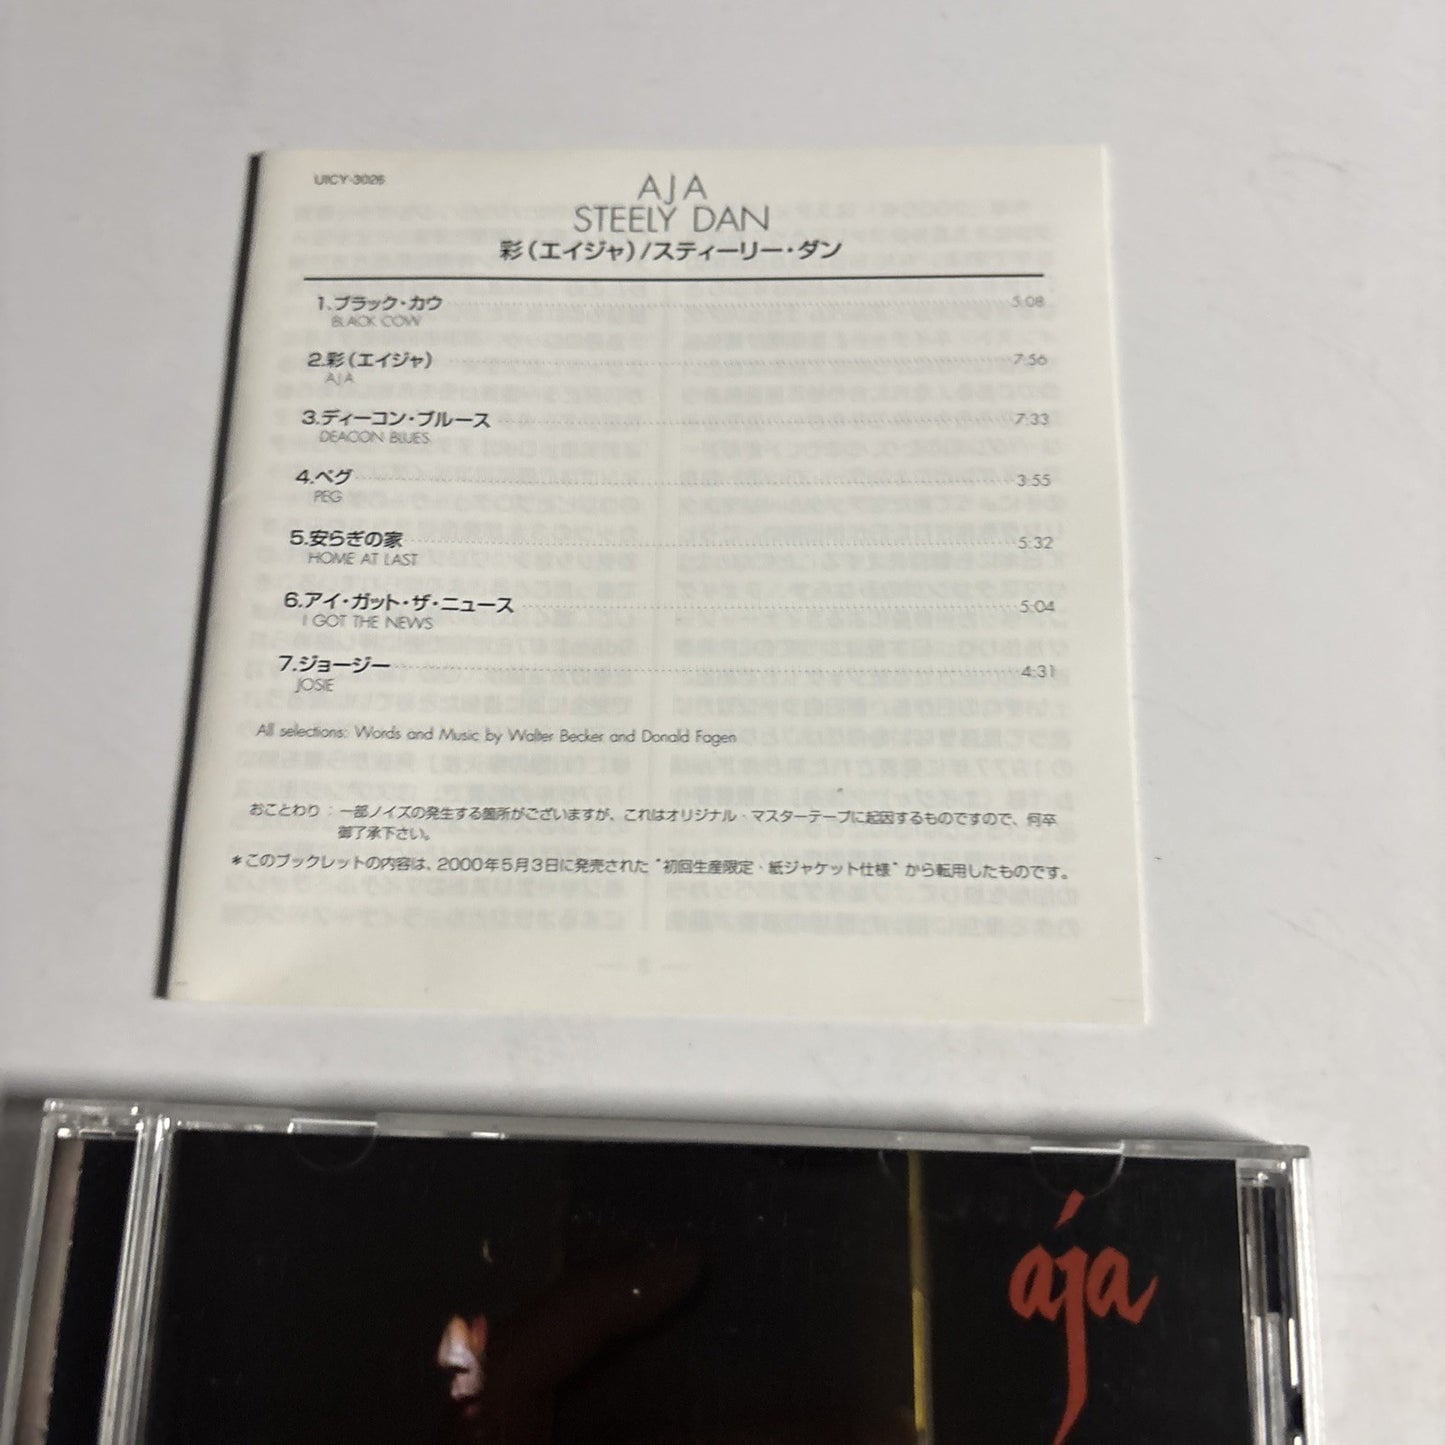 UICY-3026
AJA
STEELY DAN
彩(エイジャ)/スティーリー・ダン
1.ブラック・カウ 5:08
BLACK COW
2.彩(エイジャ) 7:56
AJA
3.ディーコン・ブルース 7:33
DEACON BLUES
4.ペグ 3:55
PEG
5.安らぎの家 5:32
HOME AT LAST
6.アイ・ガット・ザ・ニュース 5:04
I GOT THE NEWS
7.ジョージー 4:31
JOSIE
All selections: Words and Music by Walter Becker and Donald Fagen
おことわり:一部ノイズの発生する箇所がございますが、これはオリジナル・マスターテープに起因するものですので、何卒
御了承下さい。
*このブックレットの内容は、2000年5月3日に発売された"初回生産限定・紙ジャケット仕様"から転用したものです。
aja